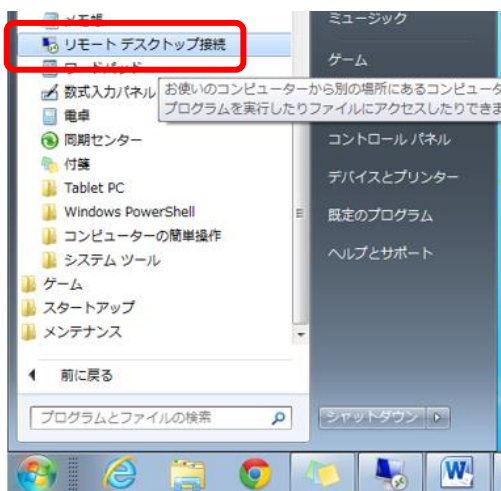 メモ帳
リモート デスクトップ接続
ワードパッド
数式入力パネル
お使いのコンピューターから別の場所にあるコンピュータ
プログラムを実行したりファイルにアクセスしたりできま
電卓
同期センター
付箋
Tablet PC
Windows PowerShell
コンピューターの簡単操作
システム ツール
ゲーム
スタートアップ
メンテナンス
前に戻る
プログラムとファイルの検索
ミュージック
ゲーム
コントロール パネル
デバイスとプリンター
既定のプログラム
ヘルプとサポート
シャットダウン
W